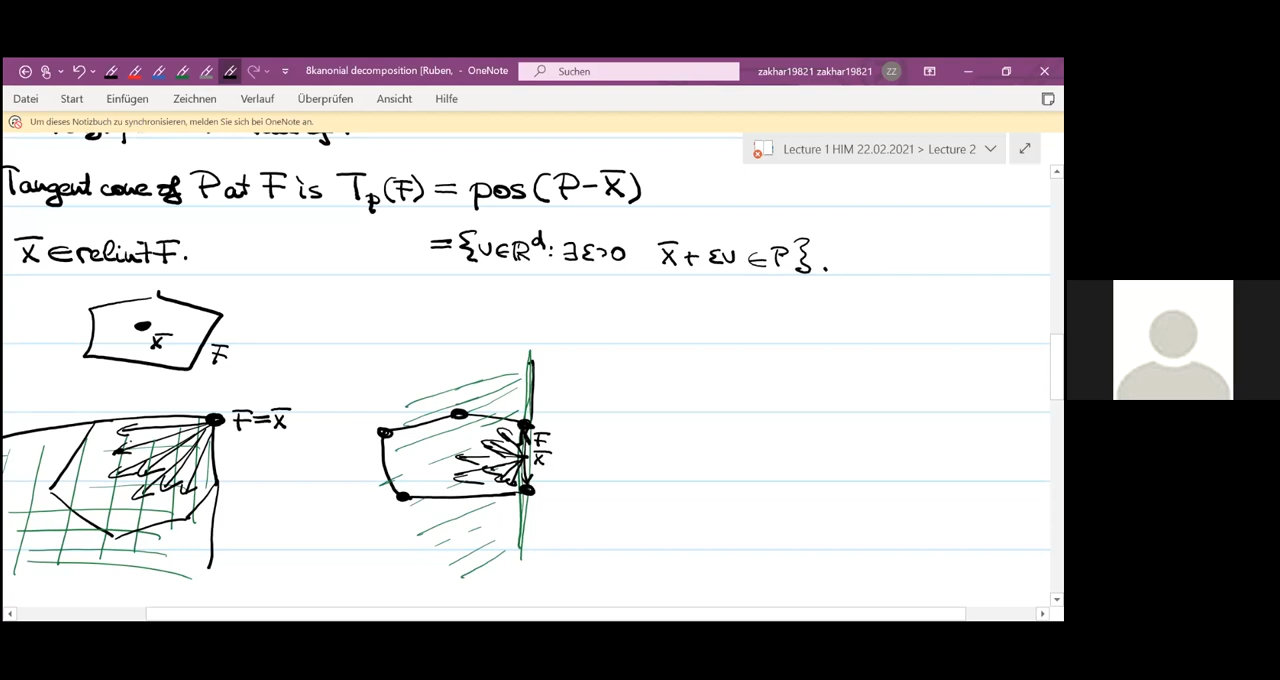 8kanonial decomposition [Ruben, - OneNote
Suchen
zakhar19821 zakhar19821 ZZ
Datei Start Einfügen Zeichnen Verlauf Überprüfen Ansicht Hilfe
Um dieses Notizbuch zu synchronisieren, melden Sie sich bei OneNote an.
Lecture 1 HIM 22.02.2021 > Lecture 2
Tangent cone of P at F is T_P(F) = pos(P-x̄)
x̄ ∈ relint F.
= {v∈ℝ^d: ∃ε>0 x̄ + εv ∈ P}.
x̄
F
F=x̄
F
x̄